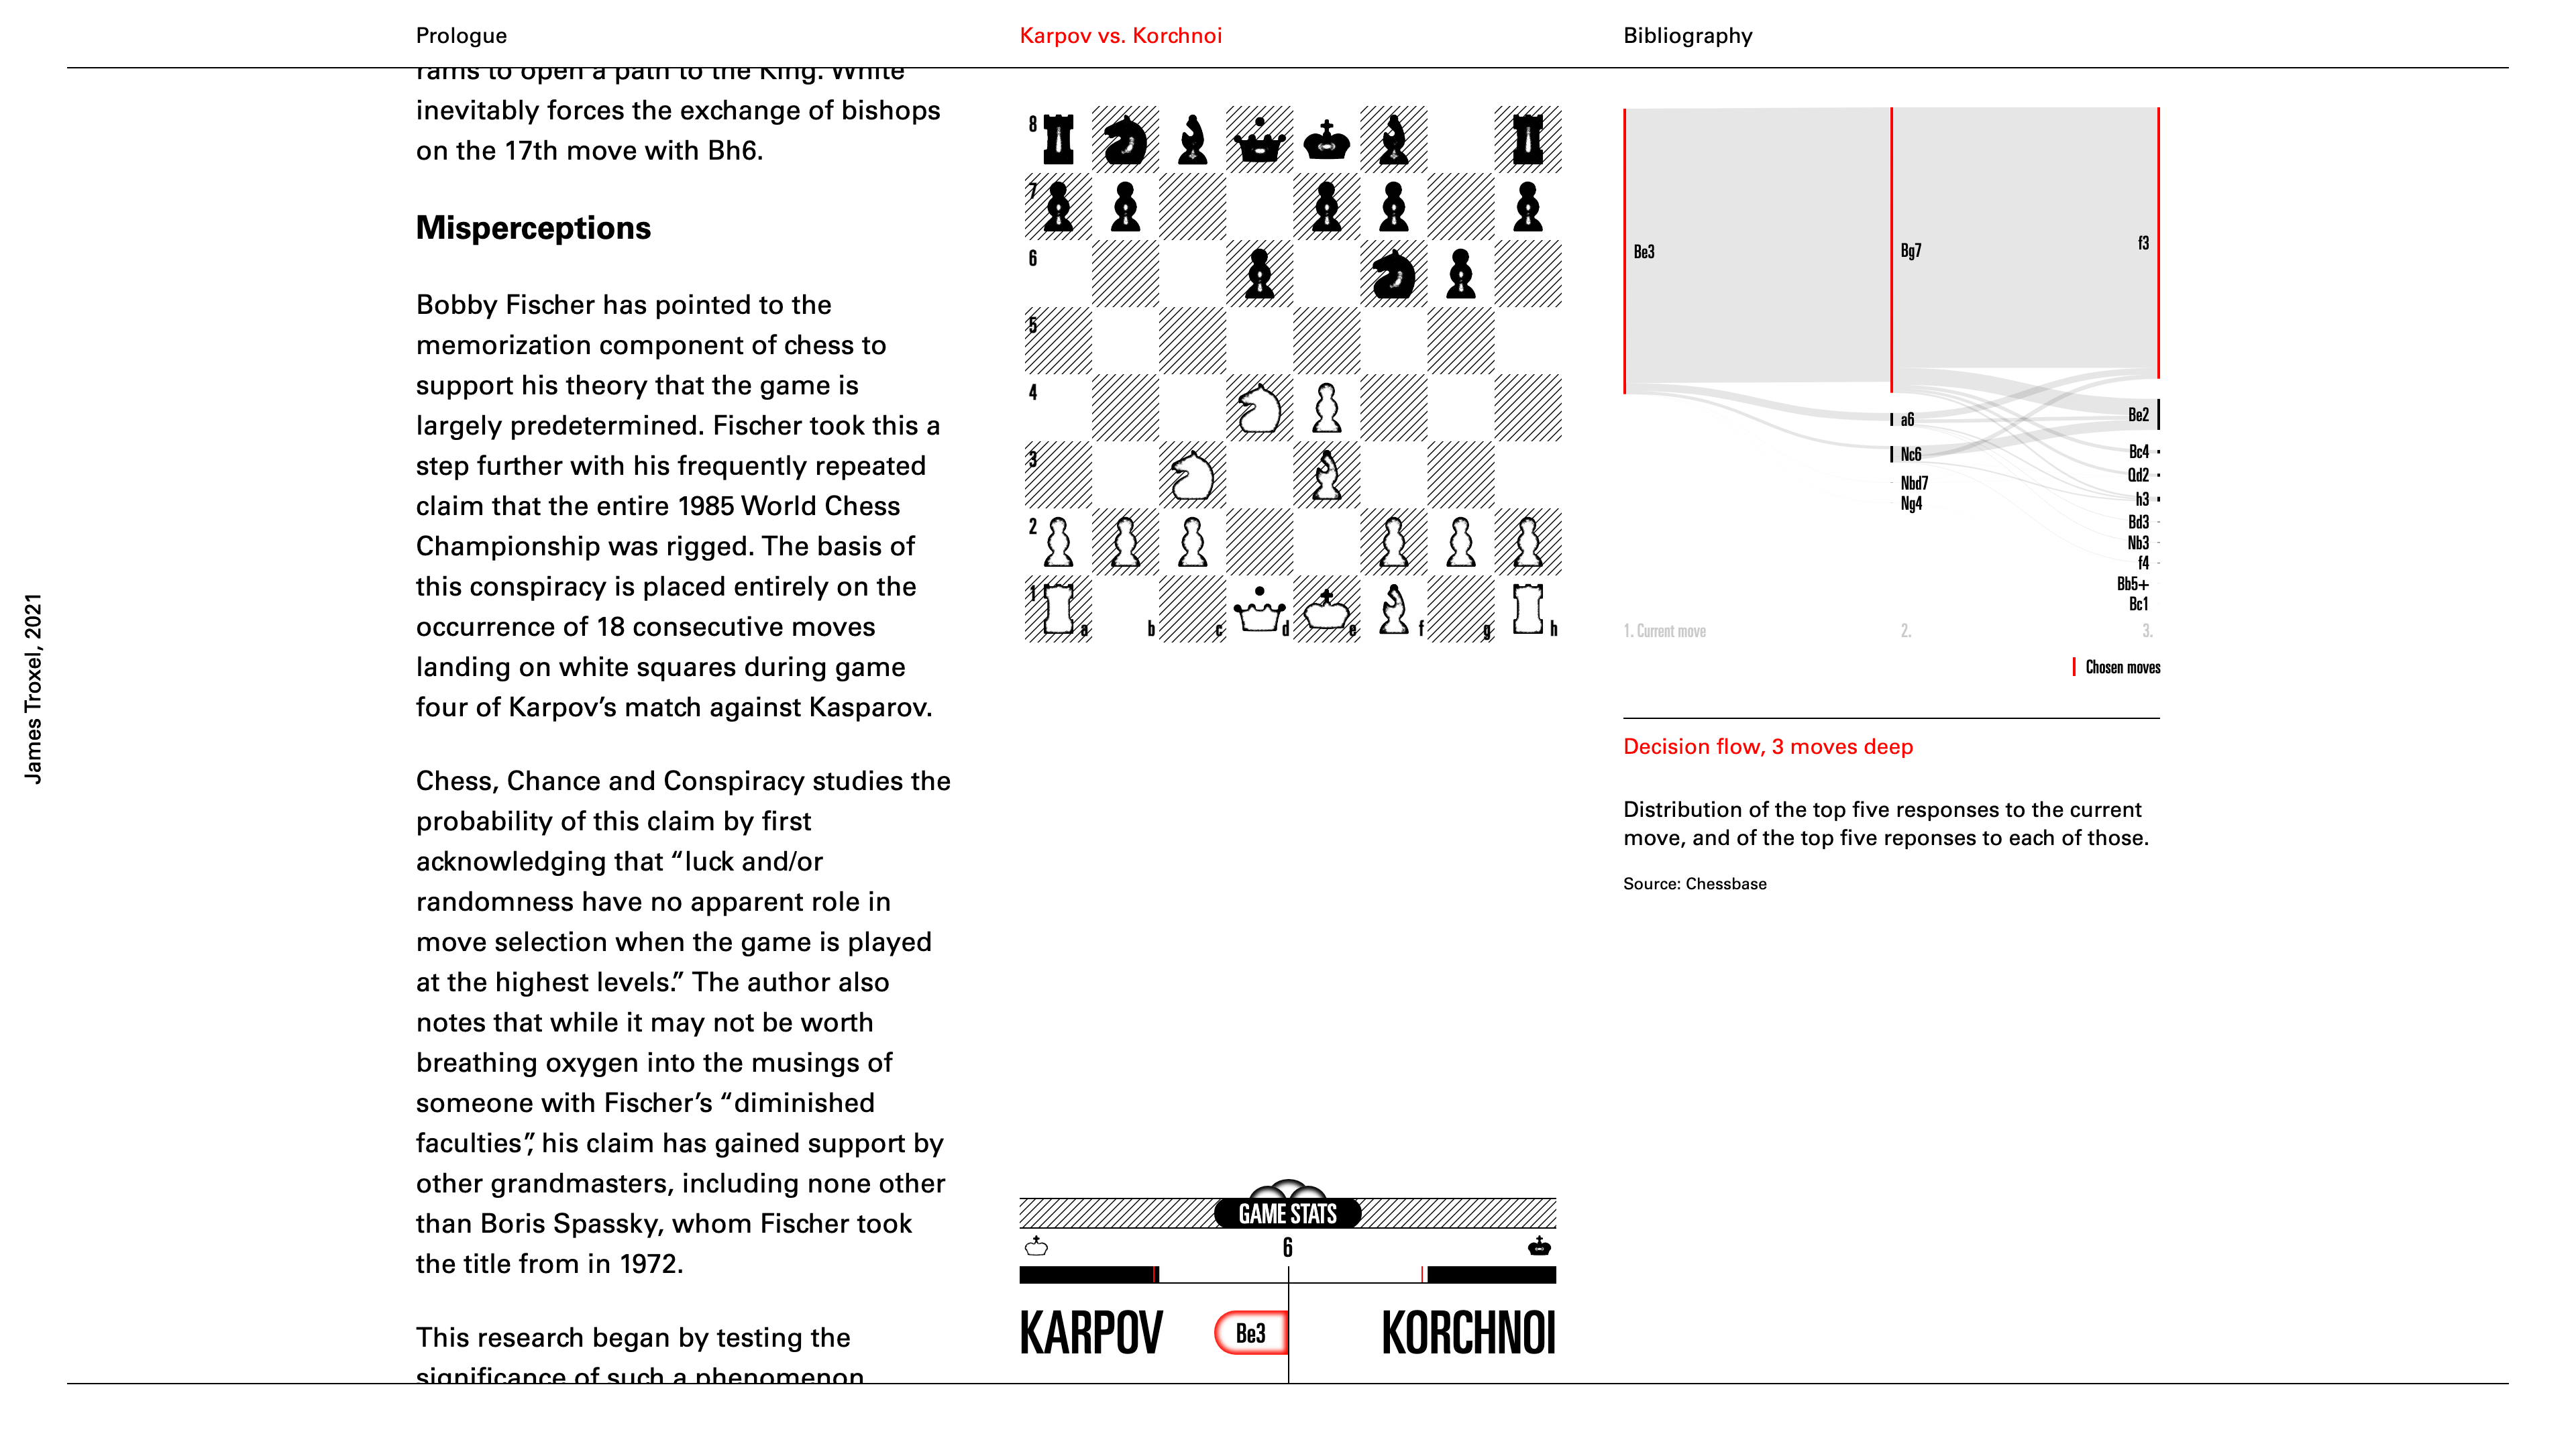 Prologue
Karpov vs. Korchnoi
Bibliography
rams to open a path to the King. White
inevitably forces the exchange of bishops
on the 17th move with Bh6.
Misperceptions
Bobby Fischer has pointed to the
memorization component of chess to
support his theory that the game is
largely predetermined. Fischer took this a
step further with his frequently repeated
claim that the entire 1985 World Chess
Championship was rigged. The basis of
this conspiracy is placed entirely on the
occurrence of 18 consecutive moves
landing on white squares during game
four of Karpov’s match against Kasparov.
Chess, Chance and Conspiracy studies the
probability of this claim by first
acknowledging that “luck and/or
randomness have no apparent role in
move selection when the game is played
at the highest levels.” The author also
notes that while it may not be worth
breathing oxygen into the musings of
someone with Fischer’s “diminished
faculties”, his claim has gained support by
other grandmasters, including none other
than Boris Spassky, whom Fischer took
the title from in 1972.
This research began by testing the
significance of such a phenomenon
James Troxel, 2021
8
7
6
5
4
3
2
1
a
b
c
d
e
f
g
h
GAME STATS
6
KARPOV
Be3
KORCHNOI
Be3
Bg7
a6
Nc6
Nbd7
Ng4
f3
Be2
Bc4
Qd2
h3
Bd3
Nb3
f4
Bb5+
Bc1
1. Current move
2.
3.
Chosen moves
Decision flow, 3 moves deep
Distribution of the top five responses to the current
move, and of the top five reponses to each of those.
Source: Chessbase